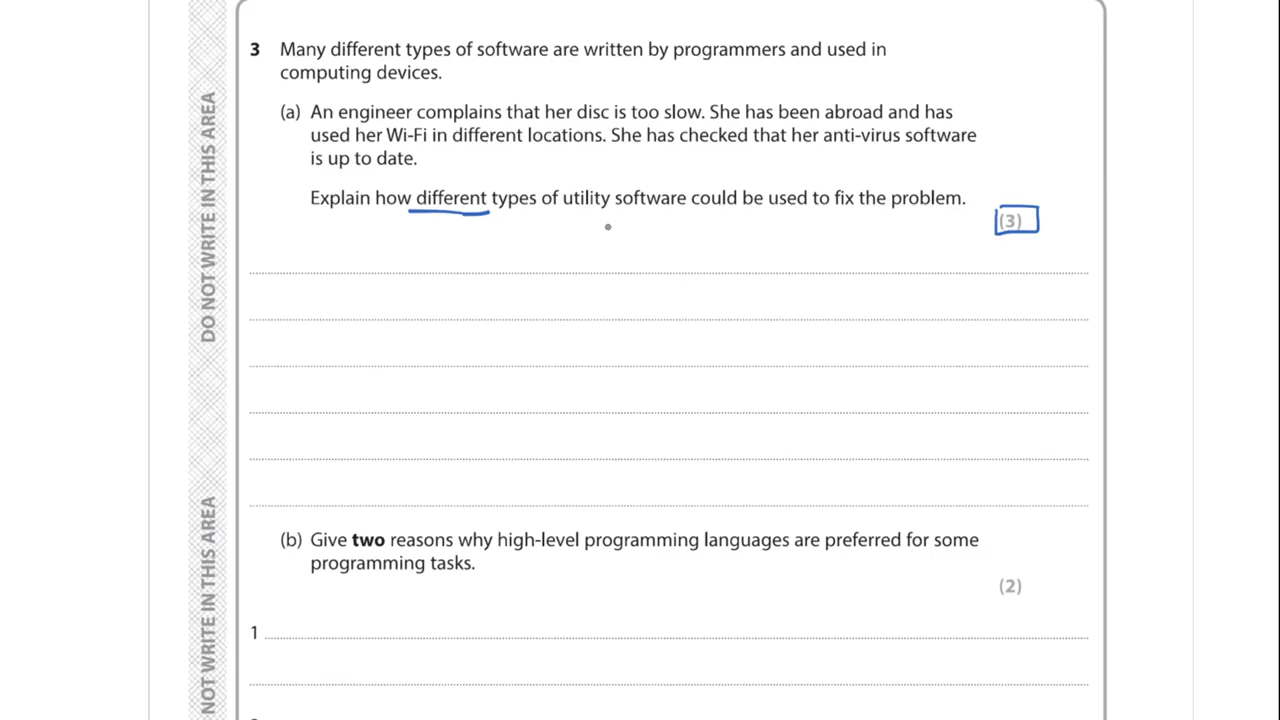 3 Many different types of software are written by programmers and used in
computing devices.
(a) An engineer complains that her disc is too slow. She has been abroad and has
used her Wi-Fi in different locations. She has checked that her anti-virus software
is up to date.
Explain how different types of utility software could be used to fix the problem.
(3)
(b) Give two reasons why high-level programming languages are preferred for some
programming tasks.
(2)
1
DO NOT WRITE IN THIS AREA
NOT WRITE IN THIS AREA